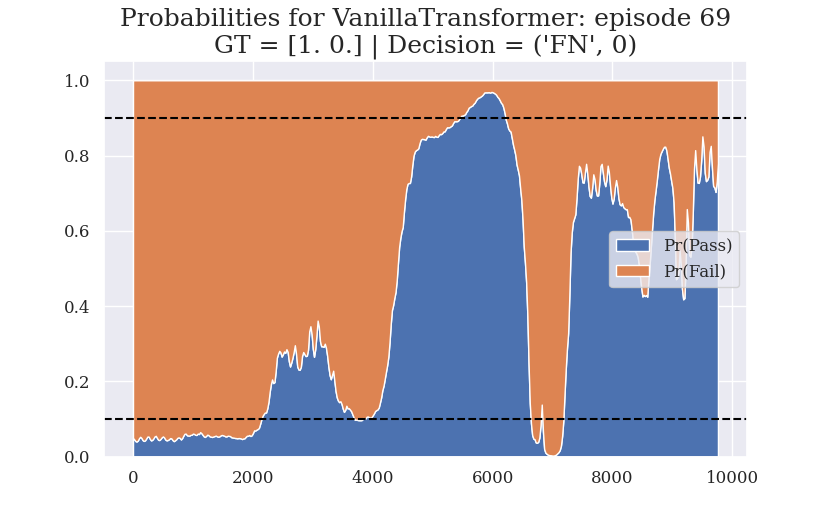 Probabilities for VanillaTransformer: episode 69
GT = [1. 0.] | Decision = ('FN', 0)
1.0
0.8
0.6
0.4
0.2
0.0
Pr(Pass)
Pr(Fail)
0 2000 4000 6000 8000 10000